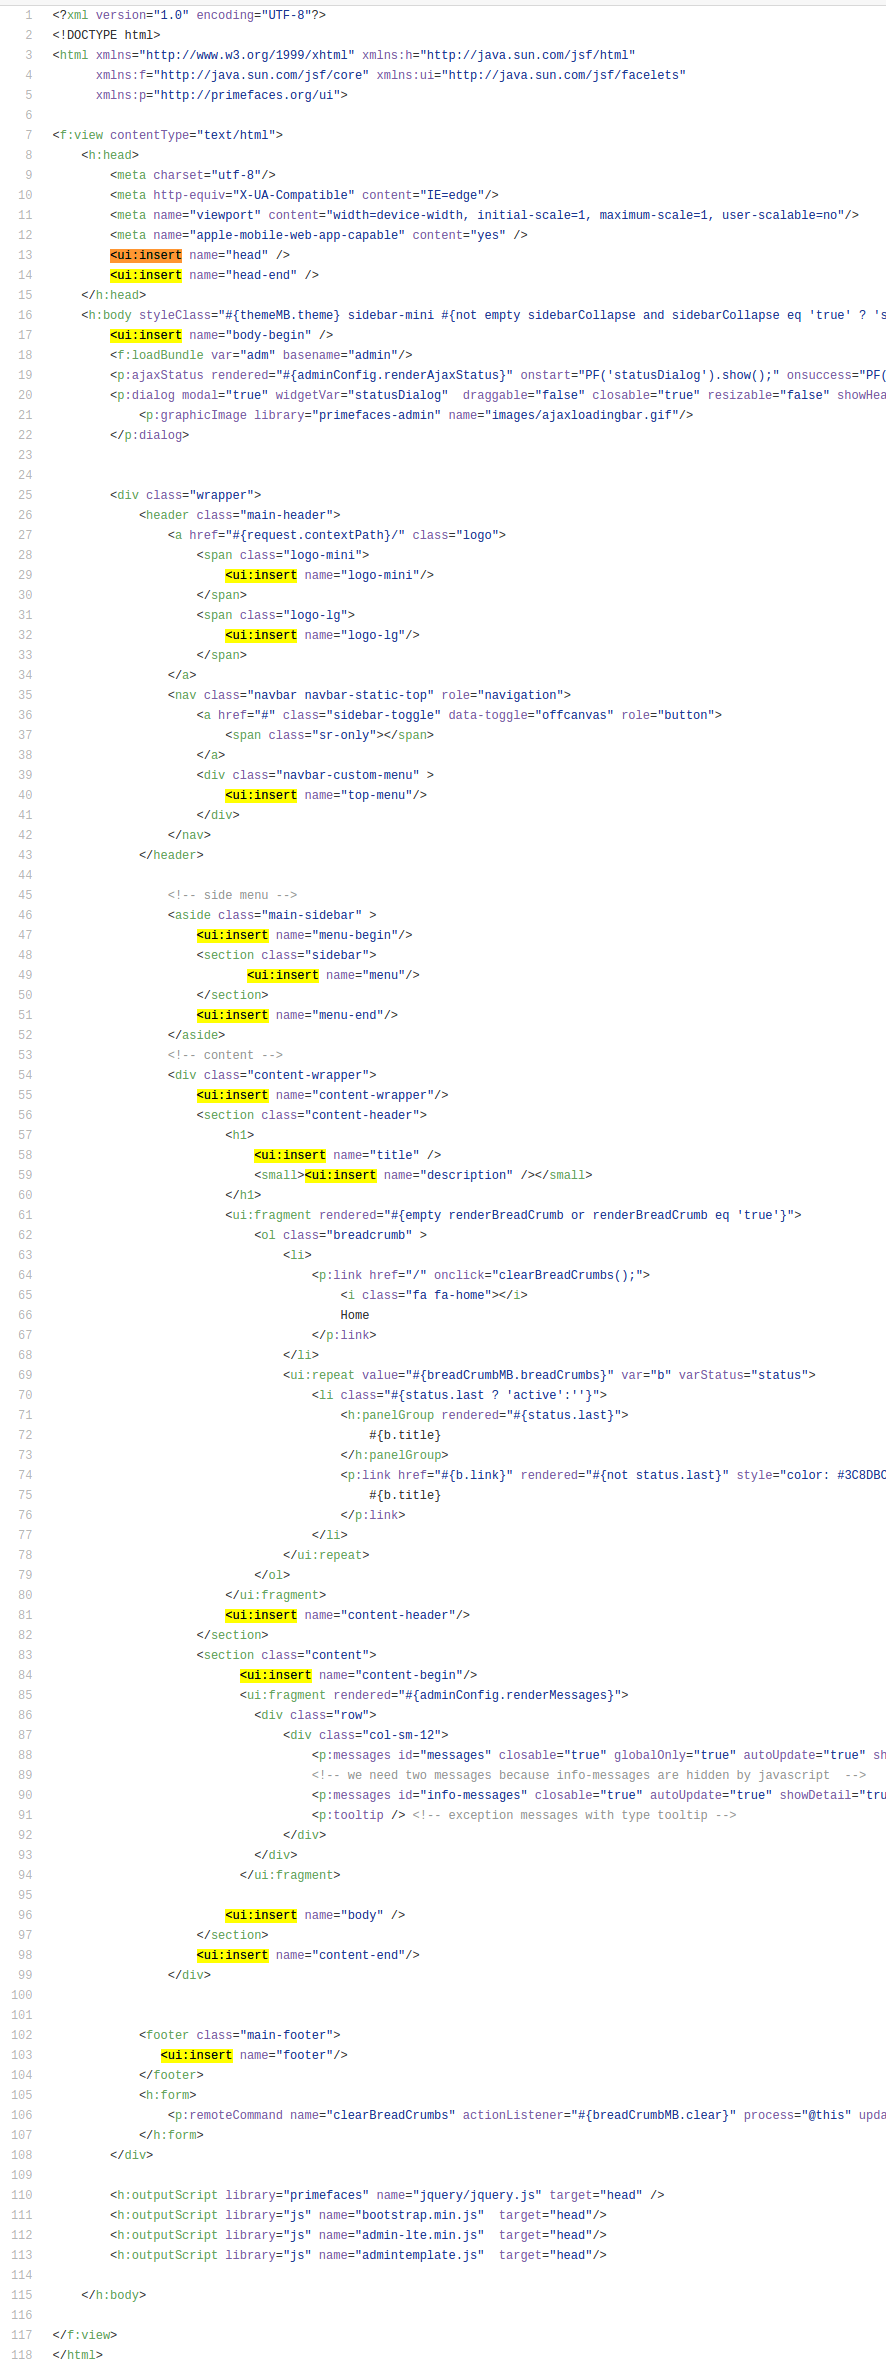 1 <?xml version="1.0" encoding="UTF-8"?>
2 <!DOCTYPE html>
3 <html xmlns="http://www.w3.org/1999/xhtml" xmlns:h="http://java.sun.com/jsf/html"
4       xmlns:f="http://java.sun.com/jsf/core" xmlns:ui="http://java.sun.com/jsf/facelets"
5       xmlns:p="http://primefaces.org/ui">
6
7 <f:view contentType="text/html">
8     <h:head>
9         <meta charset="utf-8"/>
10         <meta http-equiv="X-UA-Compatible" content="IE=edge"/>
11         <meta name="viewport" content="width=device-width, initial-scale=1, maximum-scale=1, user-scalable=no"/>
12         <meta name="apple-mobile-web-app-capable" content="yes" />
13         <ui:insert name="head" />
14         <ui:insert name="head-end" />
15     </h:head>
16     <h:body styleClass="#{themeMB.theme} sidebar-mini #{not empty sidebarCollapse and sidebarCollapse eq 'true' ? 's
17         <ui:insert name="body-begin" />
18         <f:loadBundle var="adm" basename="admin"/>
19         <p:ajaxStatus rendered="#{adminConfig.renderAjaxStatus}" onstart="PF('statusDialog').show();" onsuccess="PF(
20         <p:dialog modal="true" widgetVar="statusDialog"  draggable="false" closable="true" resizable="false" showHea
21             <p:graphicImage library="primefaces-admin" name="images/ajaxloadingbar.gif"/>
22         </p:dialog>
23
24
25         <div class="wrapper">
26             <header class="main-header">
27                 <a href="#{request.contextPath}/" class="logo">
28                     <span class="logo-mini">
29                         <ui:insert name="logo-mini"/>
30                     </span>
31                     <span class="logo-lg">
32                         <ui:insert name="logo-lg"/>
33                     </span>
34                 </a>
35                 <nav class="navbar navbar-static-top" role="navigation">
36                     <a href="#" class="sidebar-toggle" data-toggle="offcanvas" role="button">
37                         <span class="sr-only"></span>
38                     </a>
39                     <div class="navbar-custom-menu" >
40                         <ui:insert name="top-menu"/>
41                     </div>
42                 </nav>
43             </header>
44
45                 <!-- side menu -->
46                 <aside class="main-sidebar" >
47                     <ui:insert name="menu-begin"/>
48                     <section class="sidebar">
49                            <ui:insert name="menu"/>
50                     </section>
51                     <ui:insert name="menu-end"/>
52                 </aside>
53                 <!-- content -->
54                 <div class="content-wrapper">
55                     <ui:insert name="content-wrapper"/>
56                     <section class="content-header">
57                         <h1>
58                             <ui:insert name="title" />
59                             <small><ui:insert name="description" /></small>
60                         </h1>
61                         <ui:fragment rendered="#{empty renderBreadCrumb or renderBreadCrumb eq 'true'}">
62                             <ol class="breadcrumb" >
63                                 <li>
64                                     <p:link href="/" onclick="clearBreadCrumbs();">
65                                         <i class="fa fa-home"></i>
66                                         Home
67                                     </p:link>
68                                 </li>
69                                 <ui:repeat value="#{breadCrumbMB.breadCrumbs}" var="b" varStatus="status">
70                                     <li class="#{status.last ? 'active':''}">
71                                         <h:panelGroup rendered="#{status.last}">
72                                             #{b.title}
73                                         </h:panelGroup>
74                                         <p:link href="#{b.link}" rendered="#{not status.last}" style="color: #3C8DBC
75                                             #{b.title}
76                                         </p:link>
77                                     </li>
78                                 </ui:repeat>
79                             </ol>
80                         </ui:fragment>
81                         <ui:insert name="content-header"/>
82                     </section>
83                     <section class="content">
84                           <ui:insert name="content-begin"/>
85                           <ui:fragment rendered="#{adminConfig.renderMessages}">
86                             <div class="row">
87                                 <div class="col-sm-12">
88                                     <p:messages id="messages" closable="true" globalOnly="true" autoUpdate="true" sh
89                                     <!-- we need two messages because info-messages are hidden by javascript  -->
90                                     <p:messages id="info-messages" closable="true" autoUpdate="true" showDetail="tru
91                                     <p:tooltip /> <!-- exception messages with type tooltip -->
92                                 </div>
93                             </div>
94                           </ui:fragment>
95
96                         <ui:insert name="body" />
97                     </section>
98                     <ui:insert name="content-end"/>
99                 </div>
100
101
102             <footer class="main-footer">
103                <ui:insert name="footer"/>
104             </footer>
105             <h:form>
106                 <p:remoteCommand name="clearBreadCrumbs" actionListener="#{breadCrumbMB.clear}" process="@this" upda
107             </h:form>
108         </div>
109
110         <h:outputScript library="primefaces" name="jquery/jquery.js" target="head" />
111         <h:outputScript library="js" name="bootstrap.min.js"  target="head"/>
112         <h:outputScript library="js" name="admin-lte.min.js"  target="head"/>
113         <h:outputScript library="js" name="admintemplate.js"  target="head"/>
114
115     </h:body>
116
117 </f:view>
118 </html>